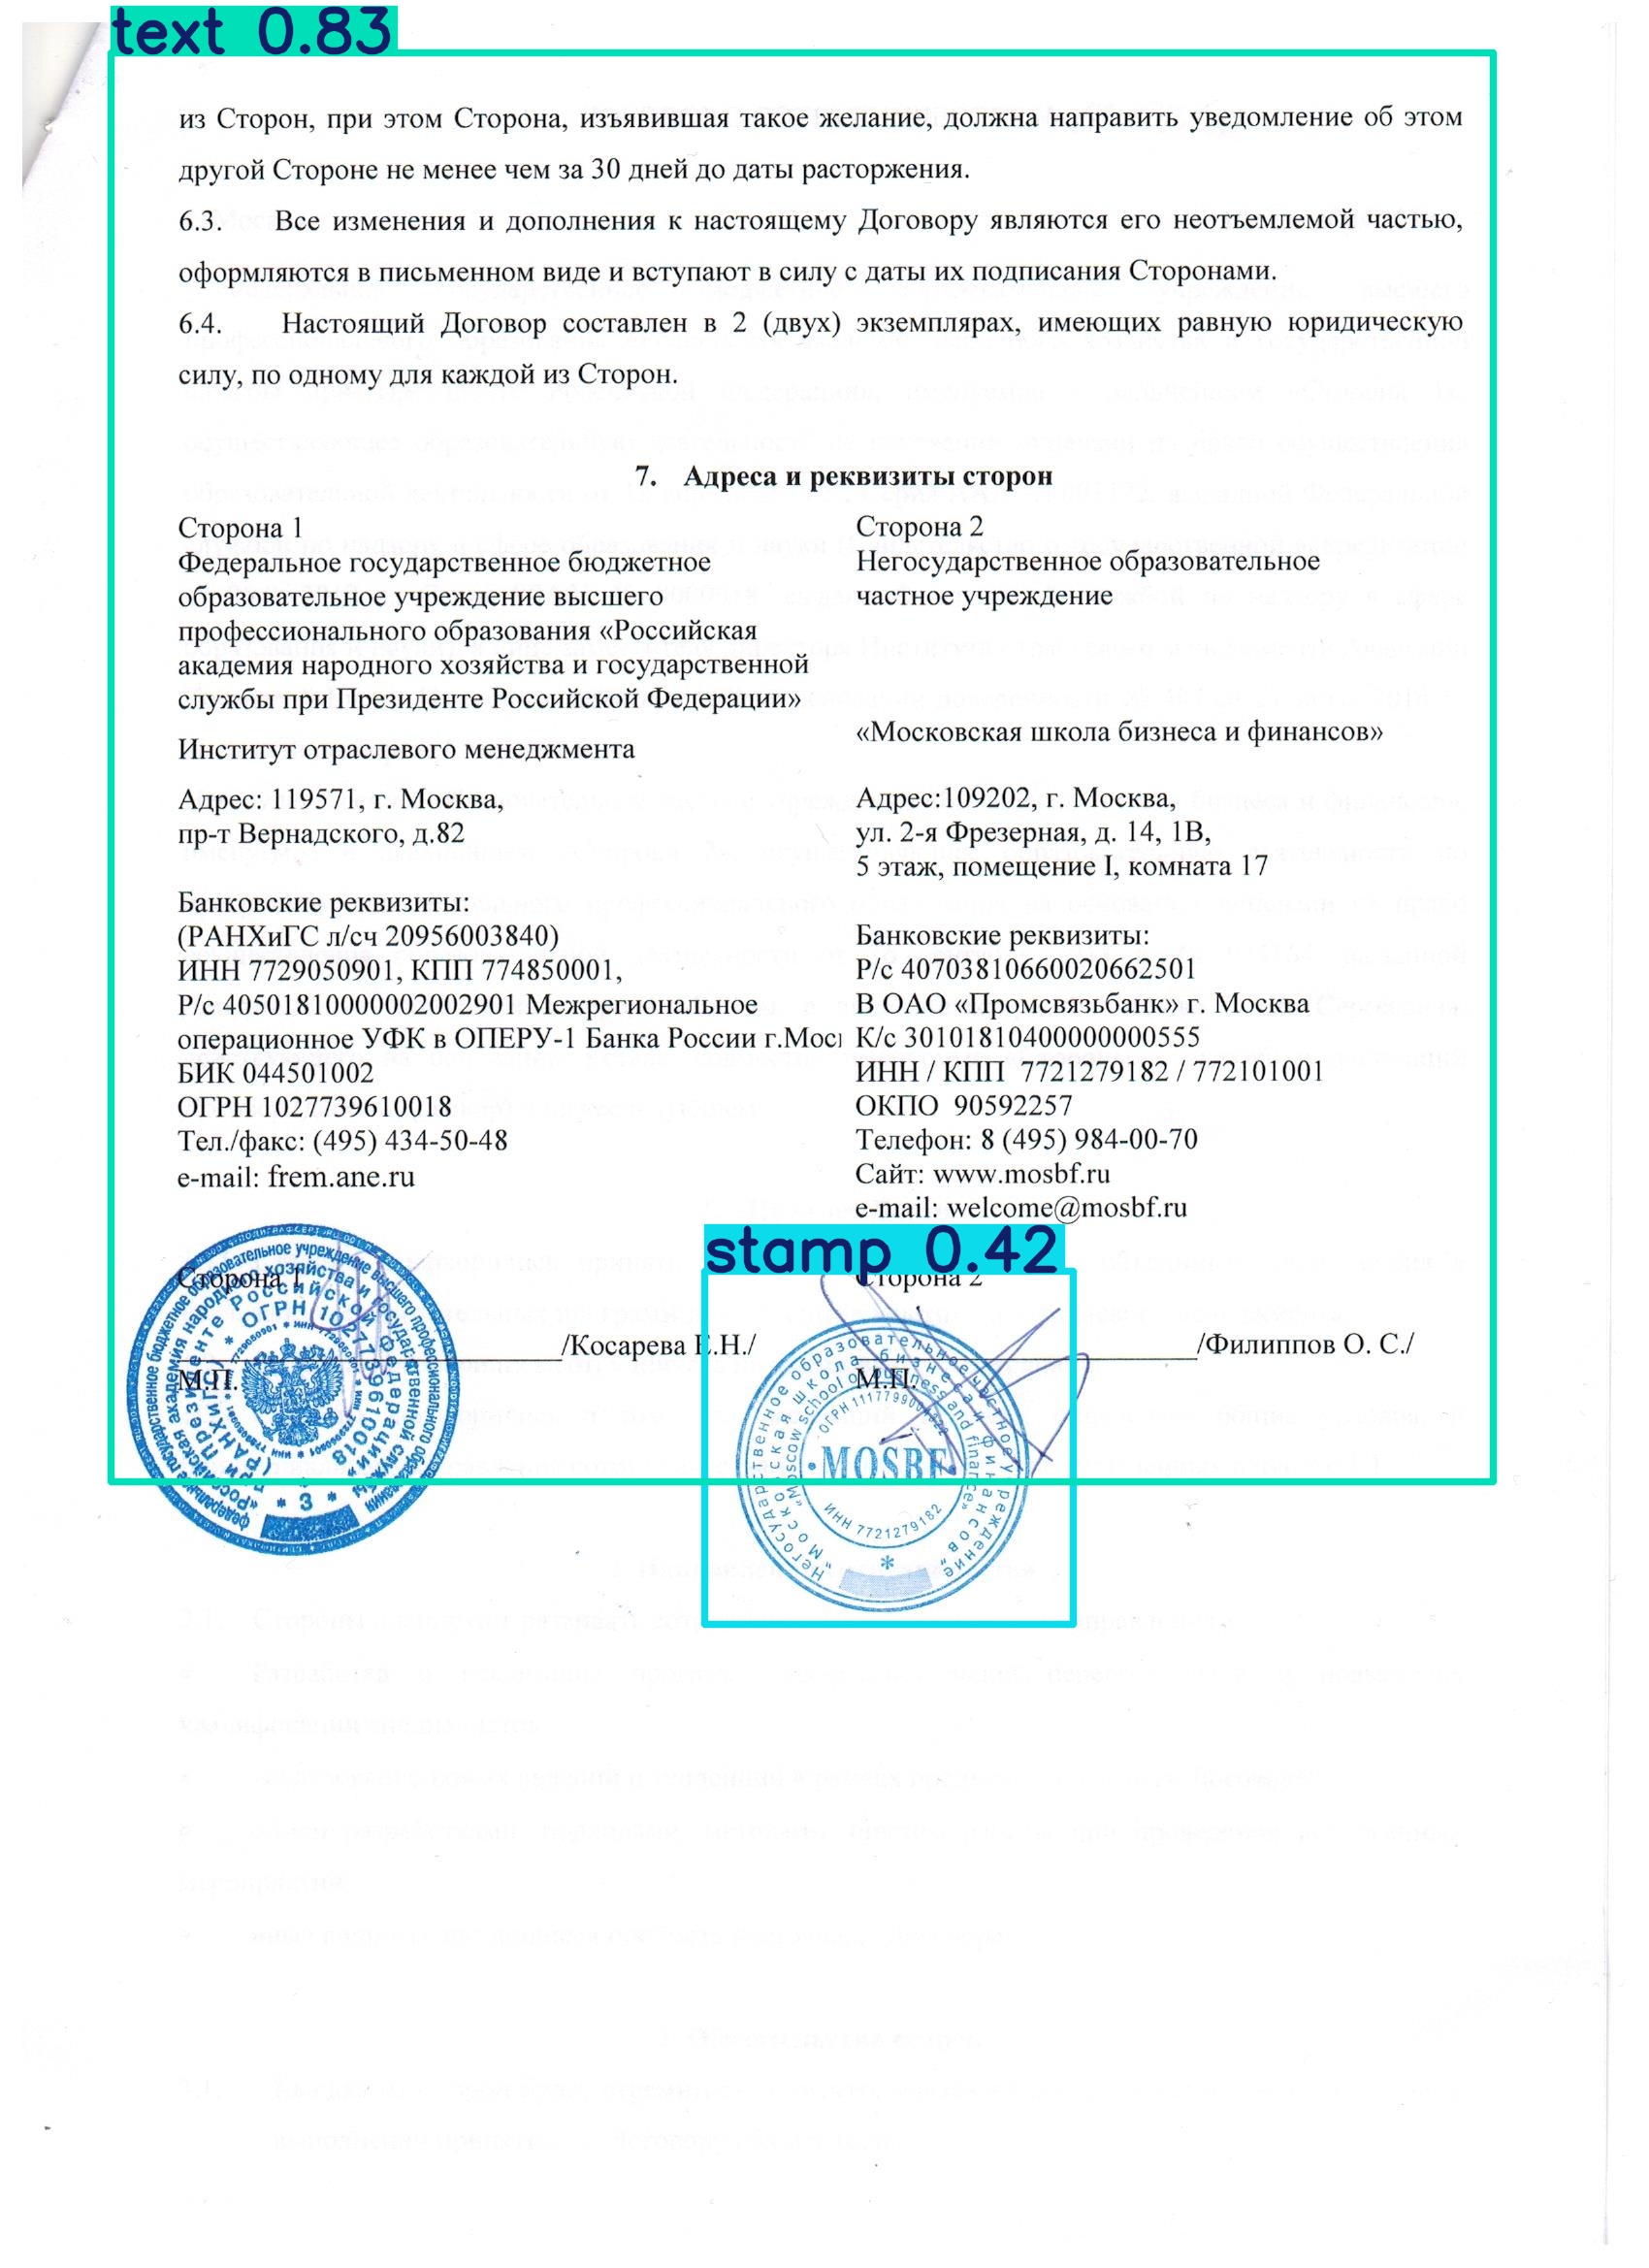 text 0.83
из Сторон, при этом Сторона, изъявившая такое желание, должна направить уведомление об этом
другой Стороне не менее чем за 30 дней до даты расторжения.
6.3. Все изменения и дополнения к настоящему Договору являются его неотъемлемой частью,
оформляются в письменном виде и вступают в силу с даты их подписания Сторонами.
6.4. Настоящий Договор составлен в 2 (двух) экземплярах, имеющих равную юридическую
силу, по одному для каждой из Сторон.
7. Адреса и реквизиты сторон
Сторона 1
Федеральное государственное бюджетное
образовательное учреждение высшего
профессионального образования «Российская
академия народного хозяйства и государственной
службы при Президенте Российской Федерации»
Институт отраслевого менеджмента
Адрес: 119571, г. Москва,
пр-т Вернадского, д.82
Банковские реквизиты:
(РАНХиГС л/сч 20956003840)
ИНН 7729050901, КПП 774850001,
Р/с 40501810000002002901 Межрегиональное
операционное УФК в ОПЕРУ-1 Банка России г.Мос
БИК 044501002
ОГРН 1027739610018
Тел./факс: (495) 434-50-48
e-mail: frem.ane.ru
Сторона 2
Негосударственное образовательное
частное учреждение
«Московская школа бизнеса и финансов»
Адрес:109202, г. Москва,
ул. 2-я Фрезерная, д. 14, 1В,
5 этаж, помещение I, комната 17
Банковские реквизиты:
Р/с 40703810660020662501
В ОАО «Промсвязьбанк» г. Москва
К/с 30101810400000000555
ИНН / КПП 7721279182 / 772101001
ОКПО 90592257
Телефон: 8 (495) 984-00-70
Сайт: www.mosbf.ru
e-mail: welcome@mosbf.ru
Сторона 1
/Косарева Е.Н./
М.П.
stamp 0.42
Сторона 2
/Филиппов О. С./
М.П.
федеральное государственное бюджетное образовательное учреждение высшего профессионального образования
«Российская академия народного хозяйства и государственной службы
при Президенте Российской Федерации»
(РАНХиГС) * ОГРН 1027739610018
* 3 *
Негосударственное образовательное частное учреждение
"Московская школа бизнеса и финансов"
«Moscow school of business and finance»
MOSBF
ИНН 7721279182